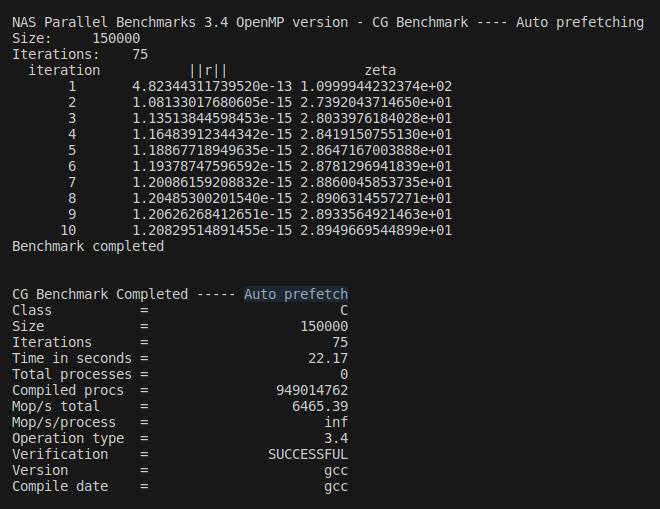 NAS Parallel Benchmarks 3.4 OpenMP version - CG Benchmark ---- Auto prefetching
Size:     150000
Iterations:    75
  iteration           ||r||                 zeta
       1       4.82344311739520e-13 1.0999944232374e+02
       2       1.08133017680605e-15 2.7392043714650e+01
       3       1.13513844598453e-15 2.8033976184028e+01
       4       1.16483912344342e-15 2.8419150755130e+01
       5       1.18867718949635e-15 2.8647167003888e+01
       6       1.19378747596592e-15 2.8781296941839e+01
       7       1.20086159208832e-15 2.8860045853735e+01
       8       1.20485300201540e-15 2.8906314557271e+01
       9       1.20626268412651e-15 2.8933564921463e+01
      10       1.20829514891455e-15 2.8949669544899e+01
Benchmark completed
CG Benchmark Completed ----- Auto prefetch
Class           =                        C
Size            =                   150000
Iterations      =                       75
Time in seconds =                    22.17
Total processes =                        0
Compiled procs  =                949014762
Mop/s total     =                  6465.39
Mop/s/process   =                      inf
Operation type  =                      3.4
Verification    =               SUCCESSFUL
Version         =                      gcc
Compile date    =                      gcc